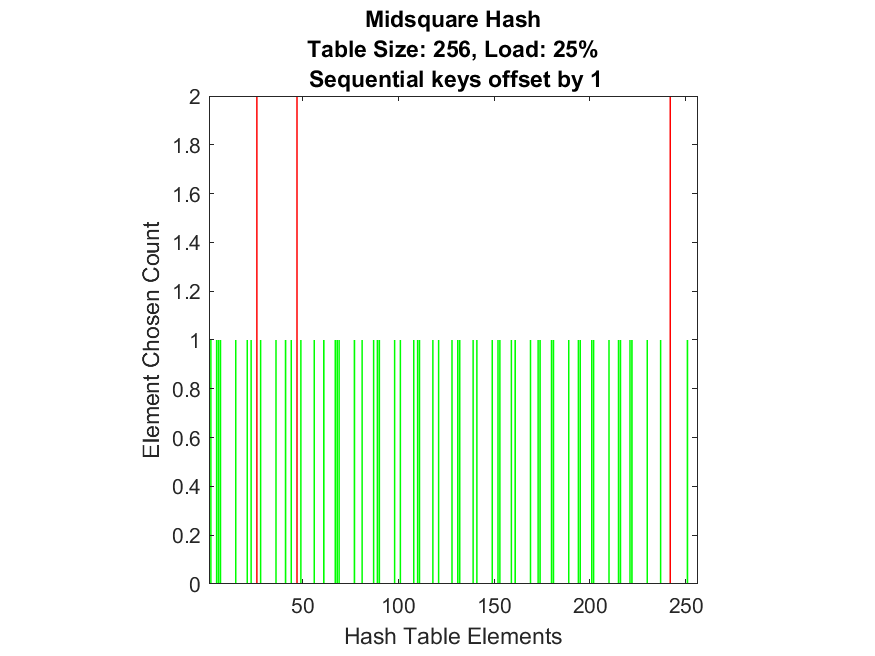 Midsquare Hash
Table Size: 256, Load: 25%
Sequential keys offset by 1
2
1.8
1.6
1.4
1.2
1
0.8
0.6
0.4
0.2
0
Element Chosen Count
50 100 150 200 250
Hash Table Elements